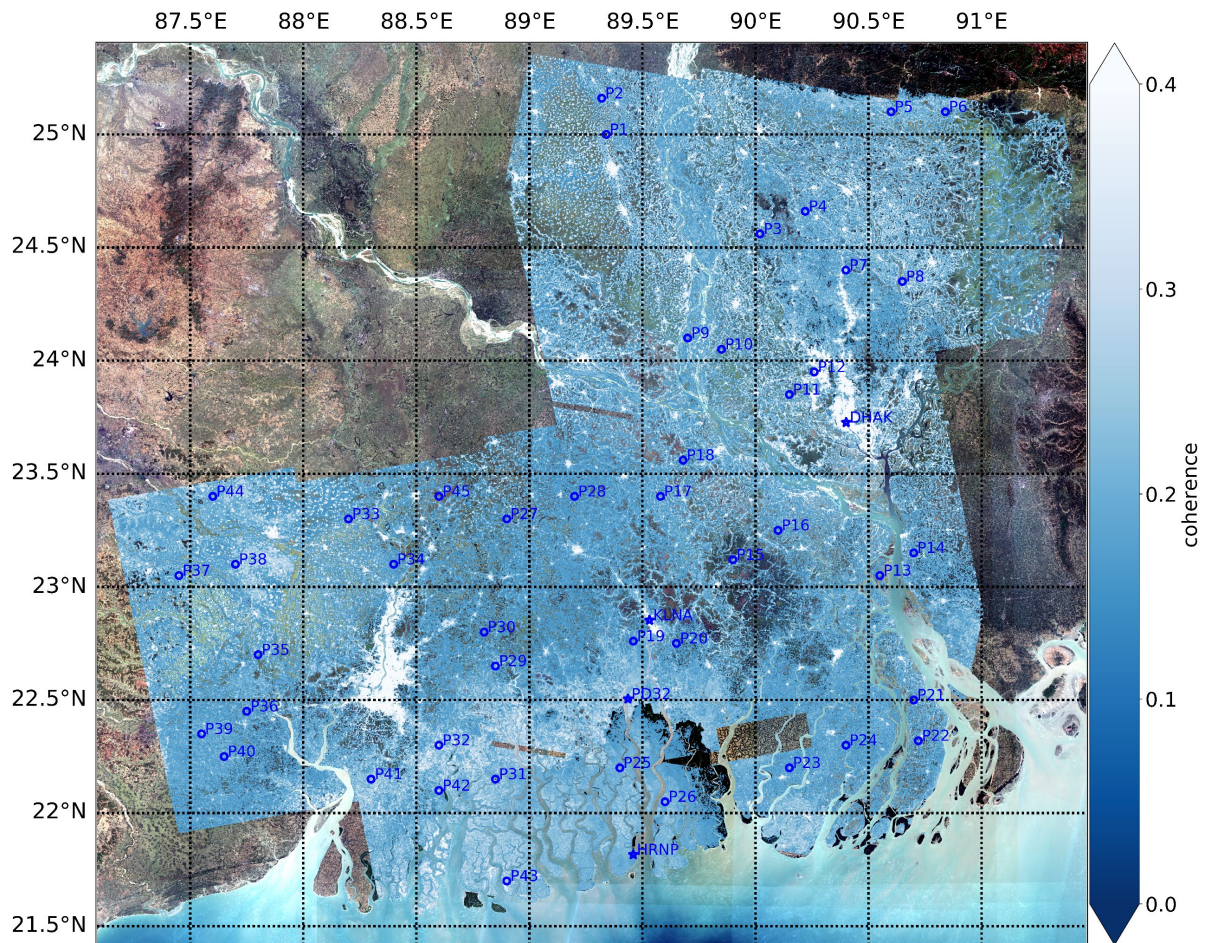 87.5°E 88°E 88.5°E 89°E 89.5°E 90°E 90.5°E 91°E
0.4
P2
P5 P6
25°N P1
P4
P3
24.5°N
P7
P8
0.3
P9
P10
24°N
P12
P11
DHAK
P18
23.5°N
P44 P45 P28 P17
P33 P27
P16
0.2
coherence
P14
P38 P34 P15
P37 P13
23°N
KLNA
P30 P19 P20
P35 P29
22.5°N PD32 P21
0.1
P36
P39 P32 P24 P22
P40 P25 P23
P41 P31
P42 P26
22°N
HRNP
P43
21.5°N
0.0